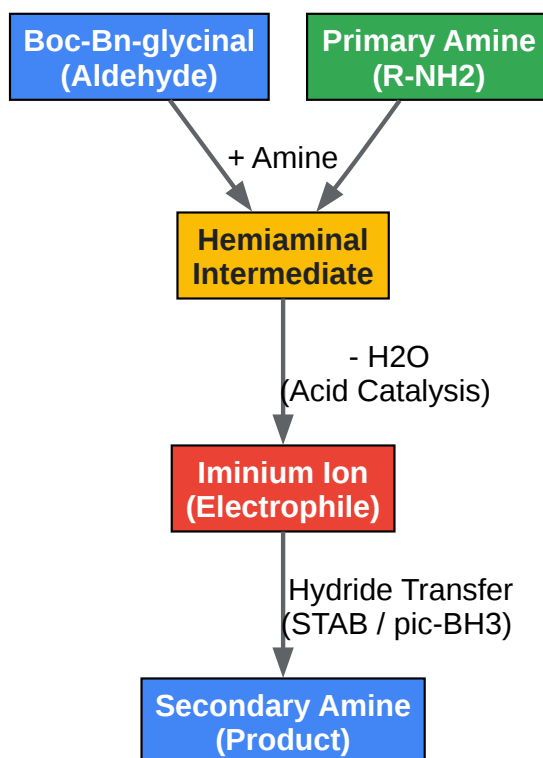 Boc-Bn-glycinal
(Aldehyde)
Primary Amine
(R-NH2)
+ Amine
Hemiaminal
Intermediate
- H2O
(Acid Catalysis)
Iminium Ion
(Electrophile)
Hydride Transfer
(STAB / pic-BH3)
Secondary Amine
(Product)